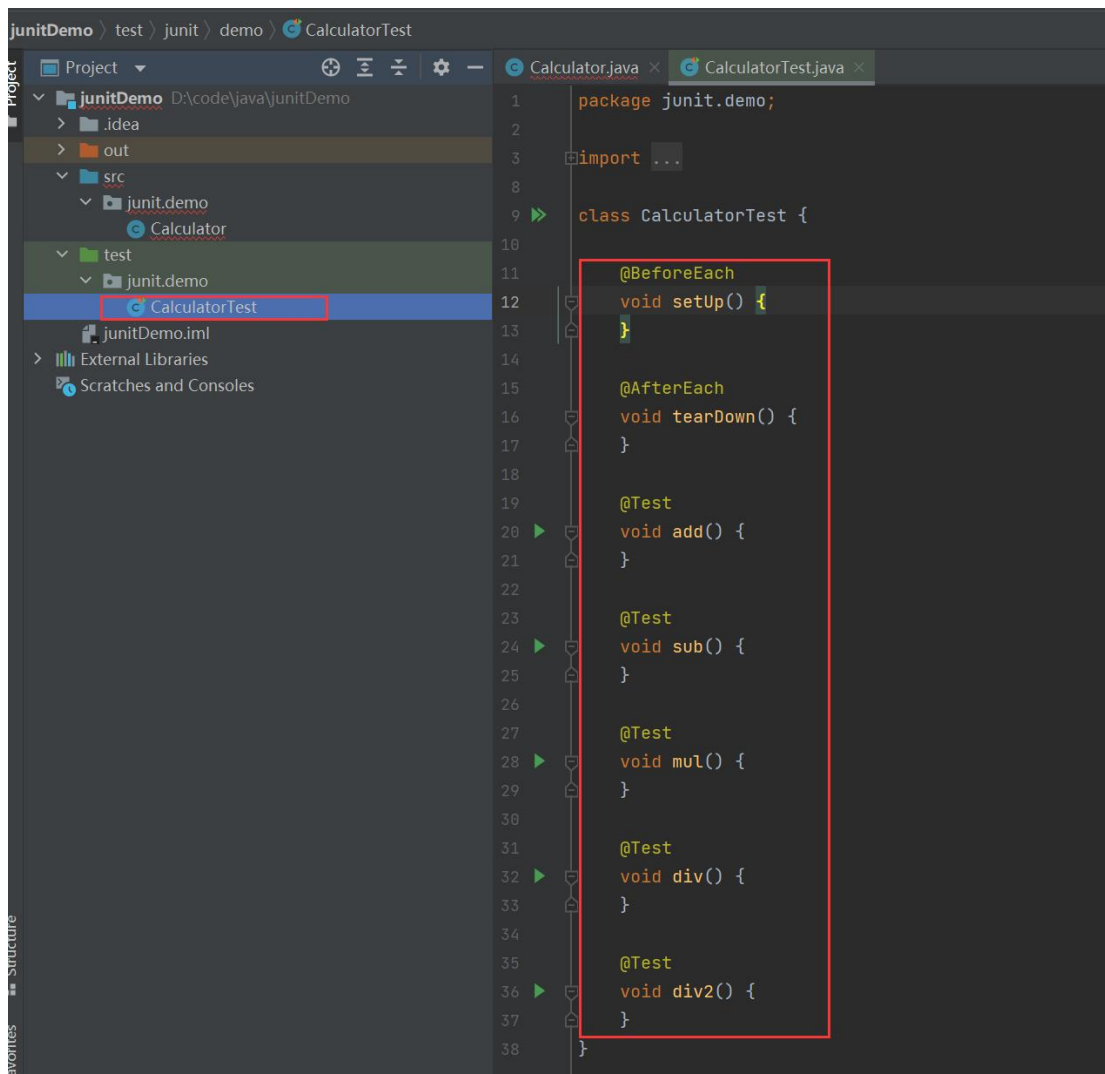 junitDemo 〉 test 〉 junit 〉 demo 〉 CalculatorTest
Project
Project
junitDemo D:\code\java\junitDemo
.idea
out
src
junit.demo
Calculator
test
junit.demo
CalculatorTest
junitDemo.iml
External Libraries
Scratches and Consoles
Structure
Calculator.java
CalculatorTest.java
1 package junit.demo;
2
3 import ...
8
9 class CalculatorTest {
10
11 @BeforeEach
12 void setUp() {
13 }
14
15 @AfterEach
16 void tearDown() {
17 }
18
19 @Test
20 void add() {
21 }
22
23 @Test
24 void sub() {
25 }
26
27 @Test
28 void mul() {
29 }
30
31 @Test
32 void div() {
33 }
34
35 @Test
36 void div2() {
37 }
38 }